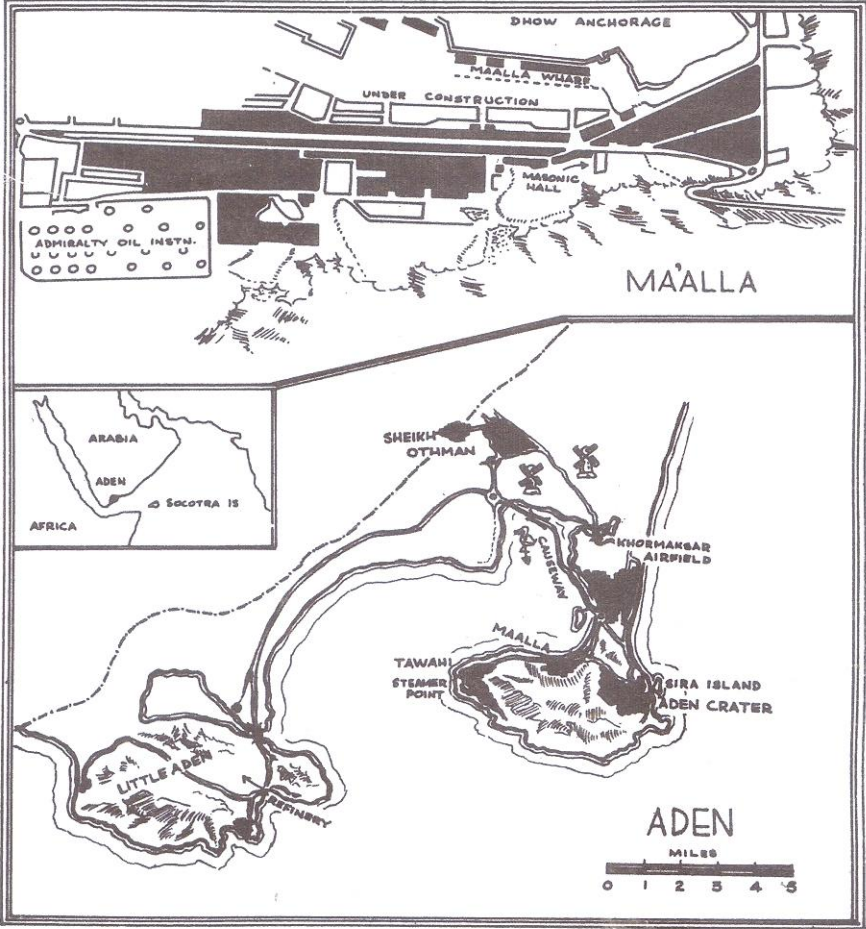 DHOW ANCHORAGE
MAALLA WHARF
UNDER CONSTRUCTION
MASONIC
HALL
ADMIRALTY OIL INSTN.
MA'ALLA
ARABIA
ADEN
SOCOTRA IS
AFRICA
SHEIKH
OTHMAN
KHORMAKSAR
AIRFIELD
CAUSEWAY
MAALLA
TAWAHI
STEAMER
POINT
SIRA ISLAND
ADEN CRATER
LITTLE ADEN
REFINERY
ADEN
MILES
0 1 2 3 4 5